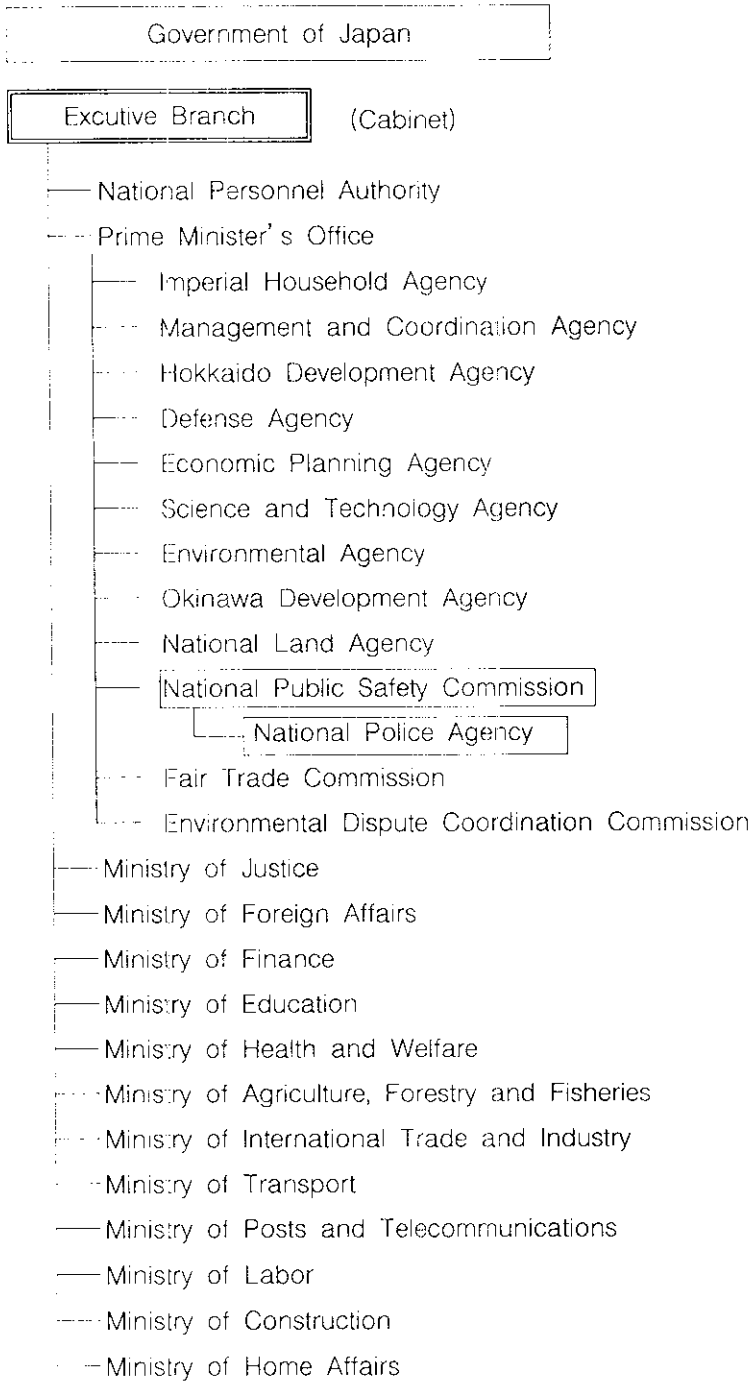 Government of Japan
Excutive Branch (Cabinet)
National Personnel Authority
Prime Minister's Office
Imperial Household Agency
Management and Coordination Agency
Hokkaido Development Agency
Defense Agency
Economic Planning Agency
Science and Technology Agency
Environmental Agency
Okinawa Development Agency
National Land Agency
National Public Safety Commission
National Police Agency
Fair Trade Commission
Environmental Dispute Coordination Commission
Ministry of Justice
Ministry of Foreign Affairs
Ministry of Finance
Ministry of Education
Ministry of Health and Welfare
Ministry of Agriculture, Forestry and Fisheries
Ministry of International Trade and Industry
Ministry of Transport
Ministry of Posts and Telecommunications
Ministry of Labor
Ministry of Construction
Ministry of Home Affairs